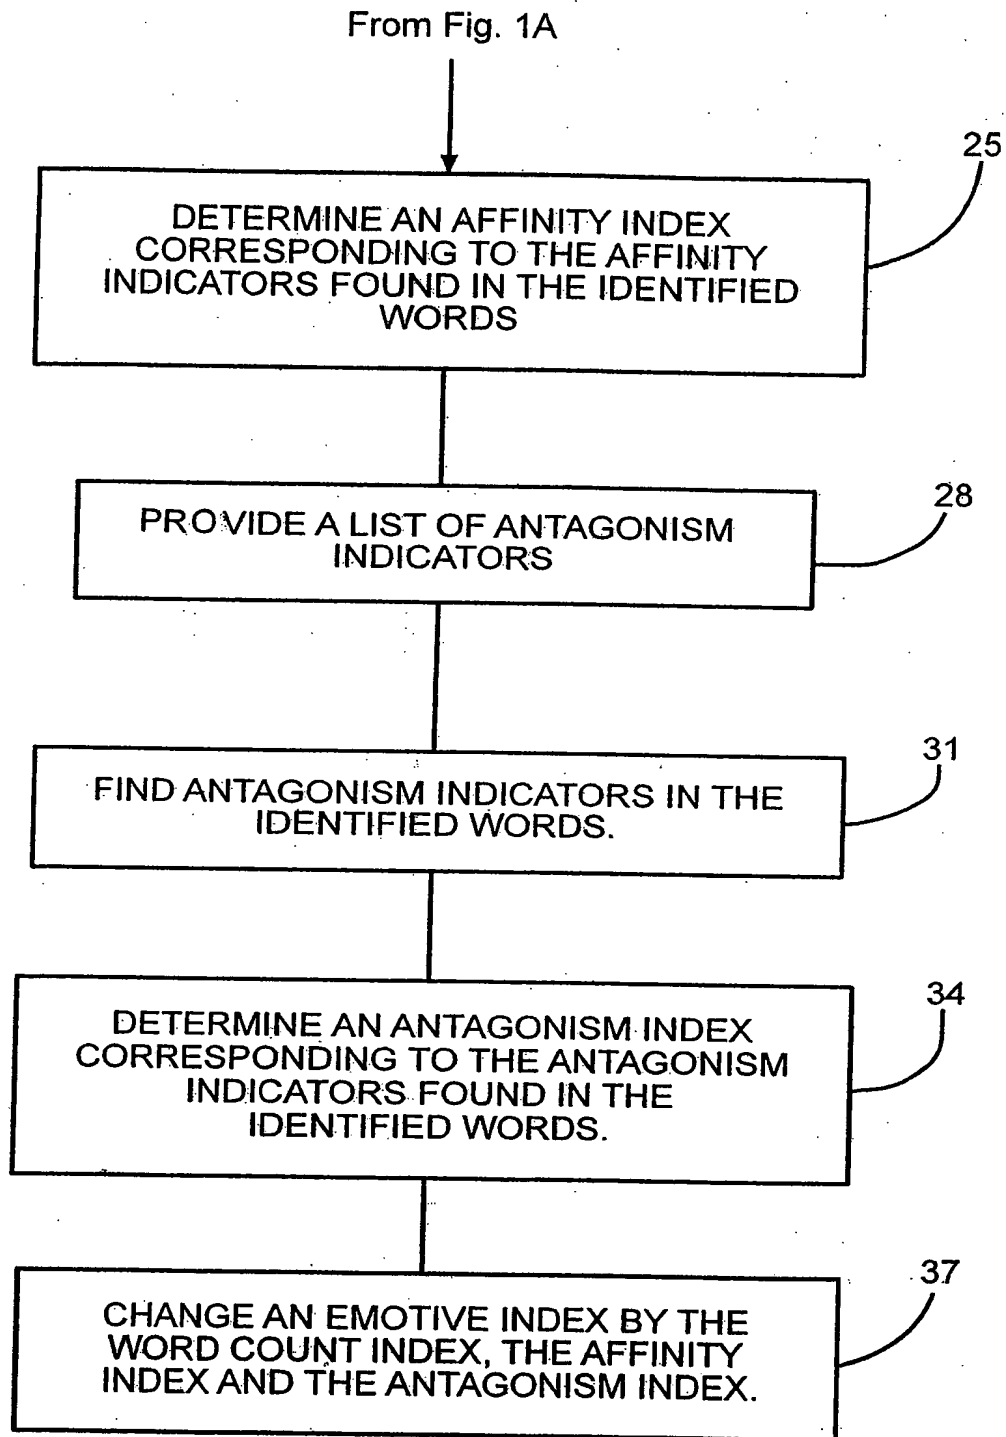 From Fig. 1A
25
DETERMINE AN AFFINITY INDEX
CORRESPONDING TO THE AFFINITY
INDICATORS FOUND IN THE IDENTIFIED
WORDS
28
PROVIDE A LIST OF ANTAGONISM
INDICATORS
31
FIND ANTAGONISM INDICATORS IN THE
IDENTIFIED WORDS.
34
DETERMINE AN ANTAGONISM INDEX
CORRESPONDING TO THE ANTAGONISM
INDICATORS FOUND IN THE
IDENTIFIED WORDS.
37
CHANGE AN EMOTIVE INDEX BY THE
WORD COUNT INDEX, THE AFFINITY
INDEX AND THE ANTAGONISM INDEX.